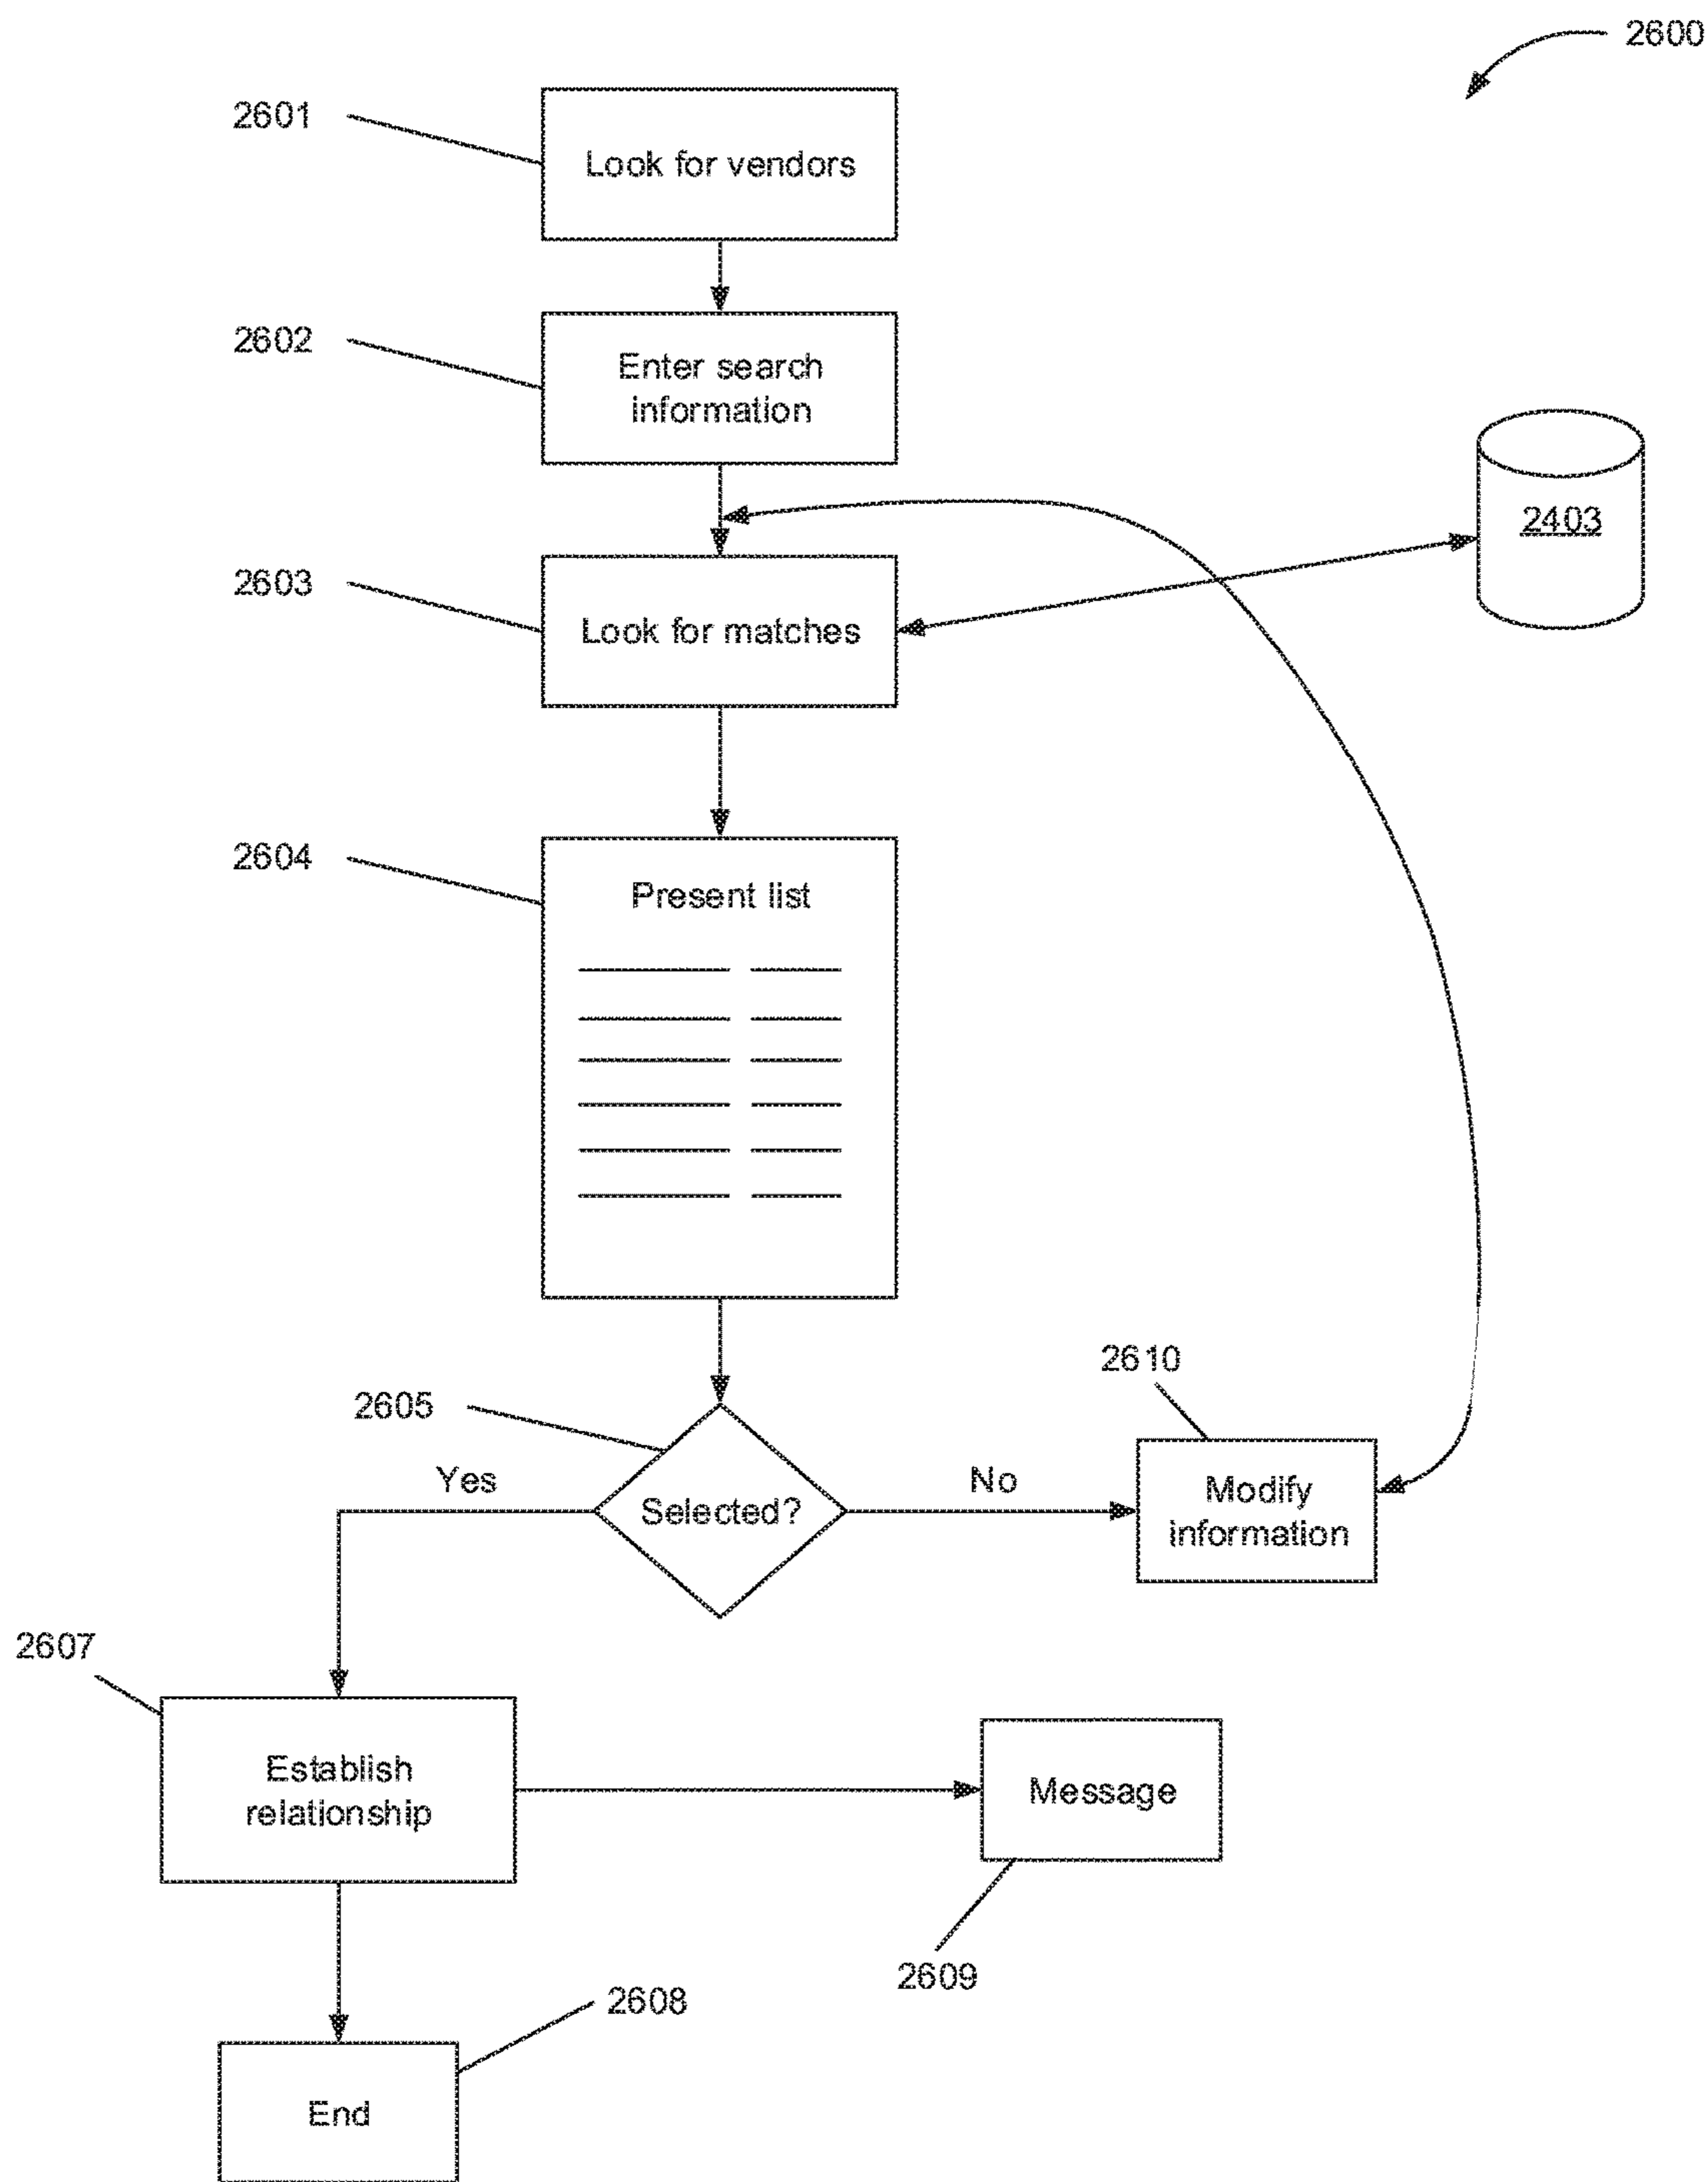 2600
2601
Look for vendors
2602
Enter search
information
2403
2603
Look for matches
2604
Present list
2610
2605
Yes
No
Selected?
Modify
information
2607
Establish
relationship
Message
2609
2608
End